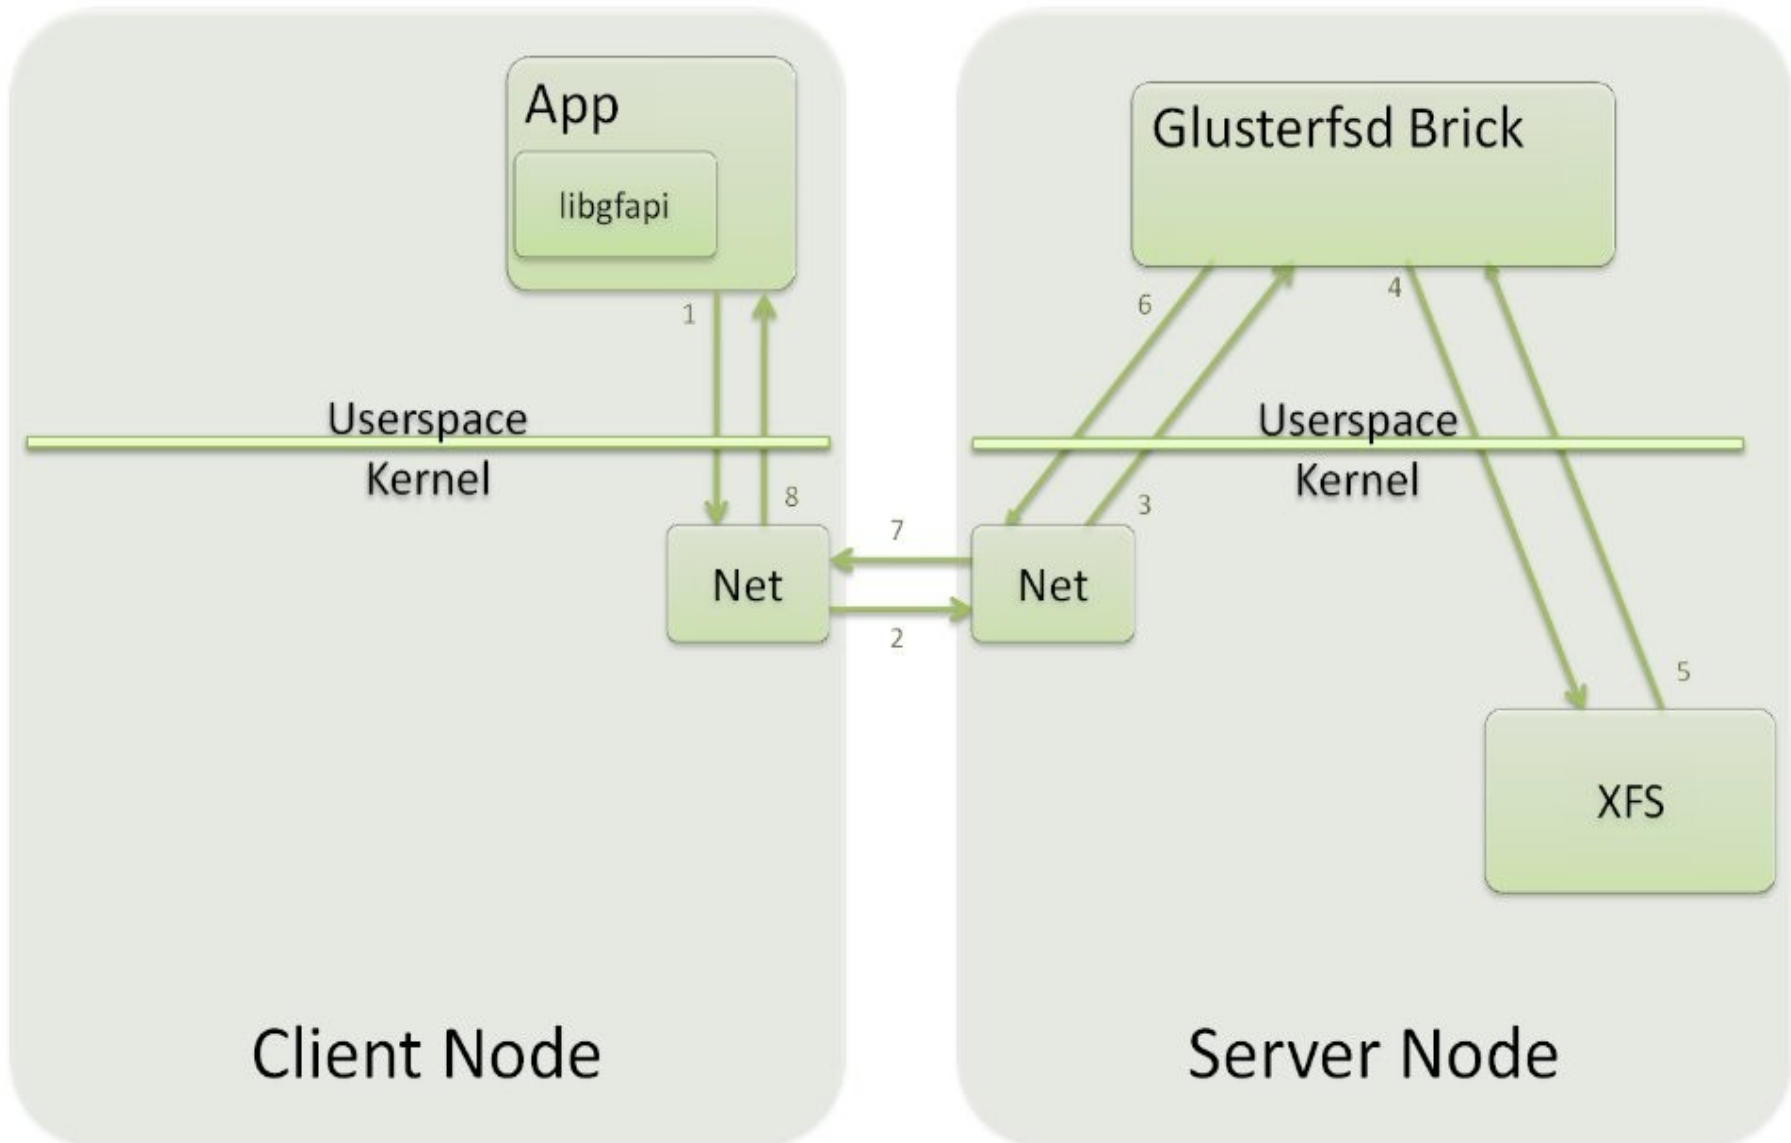 App
libgfapi
1
Userspace
Kernel
8
Net
Client Node
7
2
Glusterfsd Brick
6
4
Userspace
Kernel
3
Net
5
XFS
Server Node